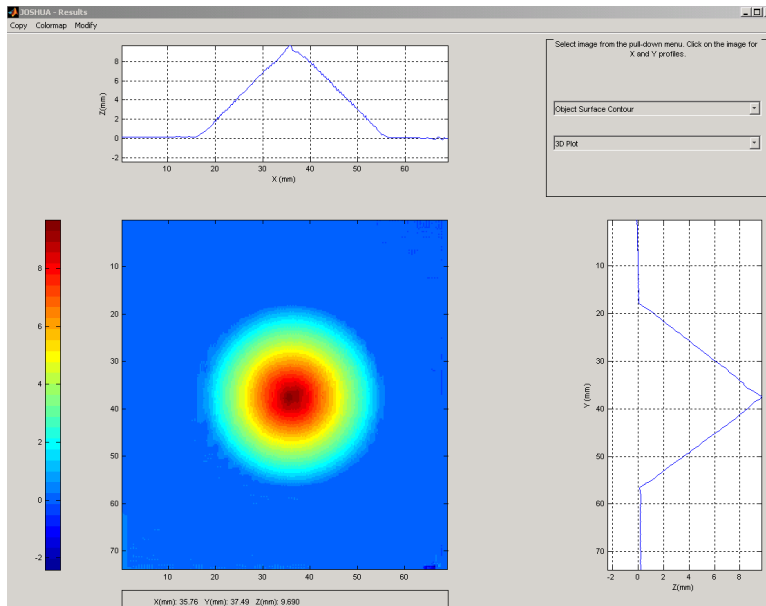 JOSHUA - Results
Copy Colormap Modify
Select image from the pull-down menu. Click on the image for
X and Y profiles.
Object Surface Contour
3D Plot
8
6
4
2
0
-2
Z(mm)
10 20 30 40 50 60
X (mm)
8
6
4
2
0
-2
10
20
30
40
50
60
70
10 20 30 40 50 60
10
20
30
40
50
60
70
Y (mm)
-2 0 2 4 6 8
Z(mm)
X(mm): 35.76 Y(mm): 37.49 Z(mm): 9.690